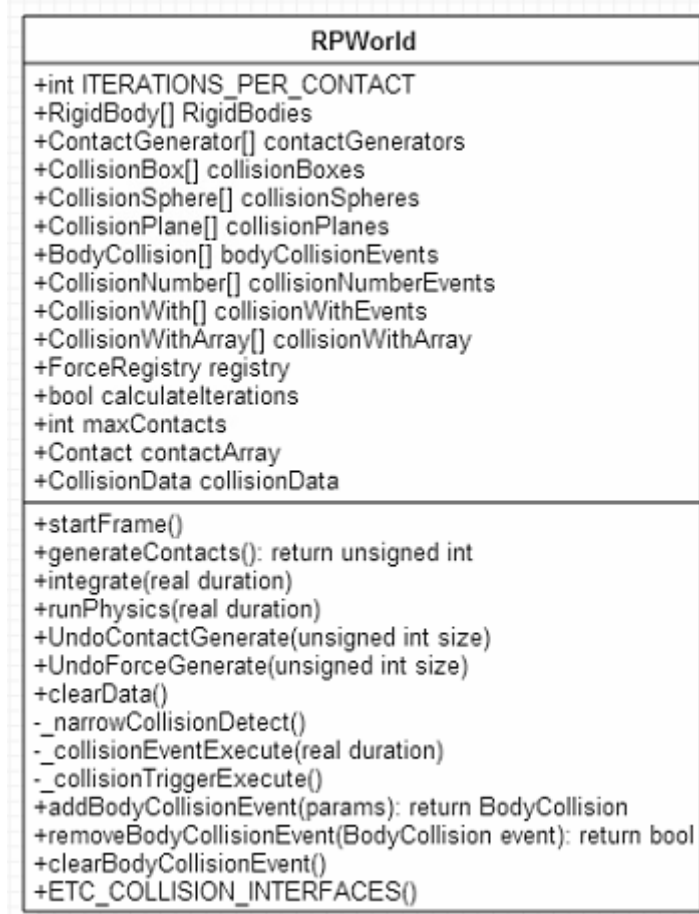 RPWorld
+int ITERATIONS_PER_CONTACT
+RigidBody[] RigidBodies
+ContactGenerator[] contactGenerators
+CollisionBox[] collisionBoxes
+CollisionSphere[] collisionSpheres
+CollisionPlane[] collisionPlanes
+BodyCollision[] bodyCollisionEvents
+CollisionNumber[] collisionNumberEvents
+CollisionWith[] collisionWithEvents
+CollisionWithArray[] collisionWithArray
+ForceRegistry registry
+bool calculateIterations
+int maxContacts
+Contact contactArray
+CollisionData collisionData
+startFrame()
+generateContacts(): return unsigned int
+integrate(real duration)
+runPhysics(real duration)
+UndoContactGenerate(unsigned int size)
+UndoForceGenerate(unsigned int size)
+clearData()
-_narrowCollisionDetect()
-_collisionEventExecute(real duration)
-_collisionTriggerExecute()
+addBodyCollisionEvent(params): return BodyCollision
+removeBodyCollisionEvent(BodyCollision event): return bool
+clearBodyCollisionEvent()
+ETC_COLLISION_INTERFACES()